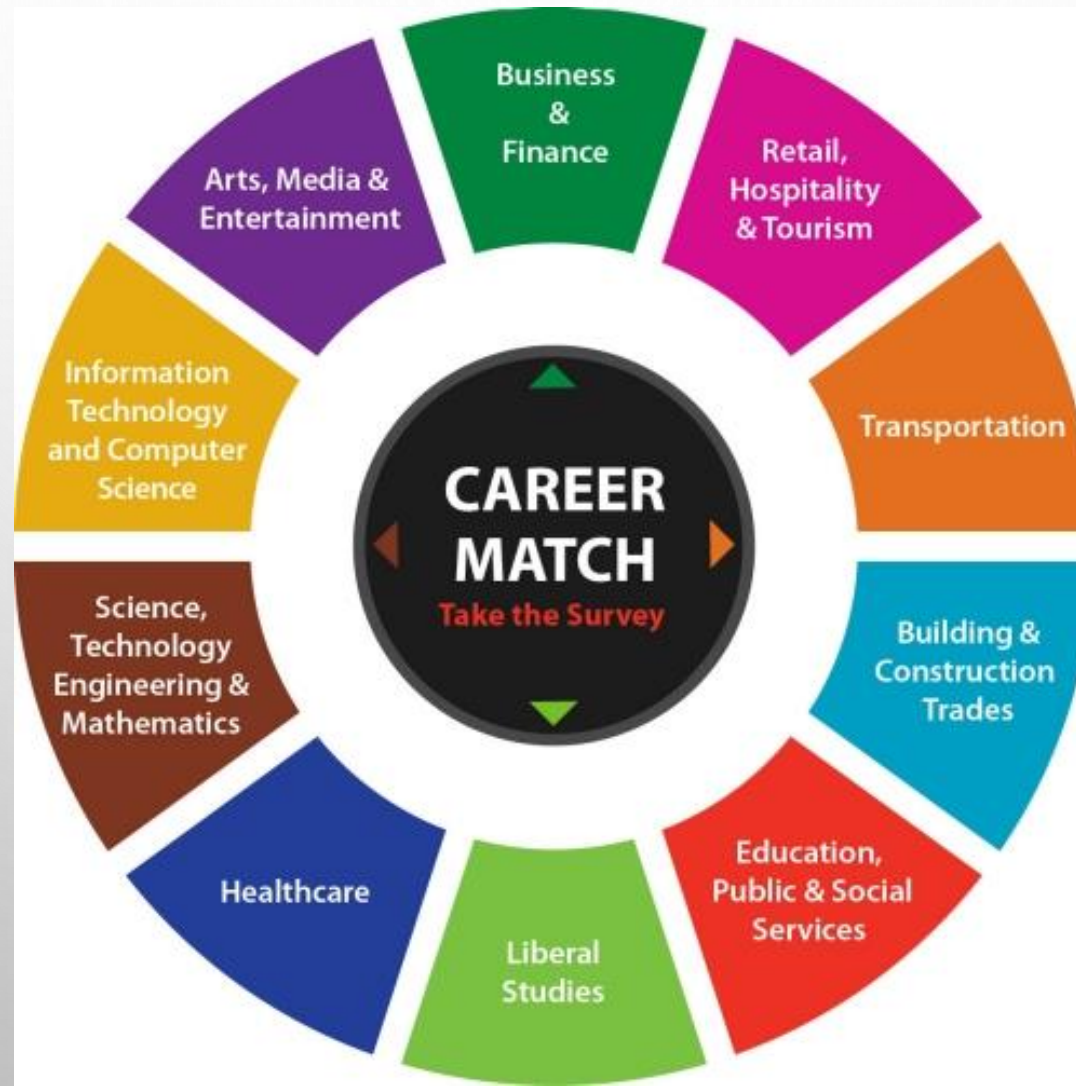 Business
&
Finance
Retail,
Hospitality
& Tourism
Transportation
Building &
Construction
Trades
Education,
Public & Social
Services
Liberal
Studies
Healthcare
Science,
Technology
Engineering &
Mathematics
Information
Technology
and Computer
Science
Arts, Media &
Entertainment
CAREER
MATCH
Take the Survey